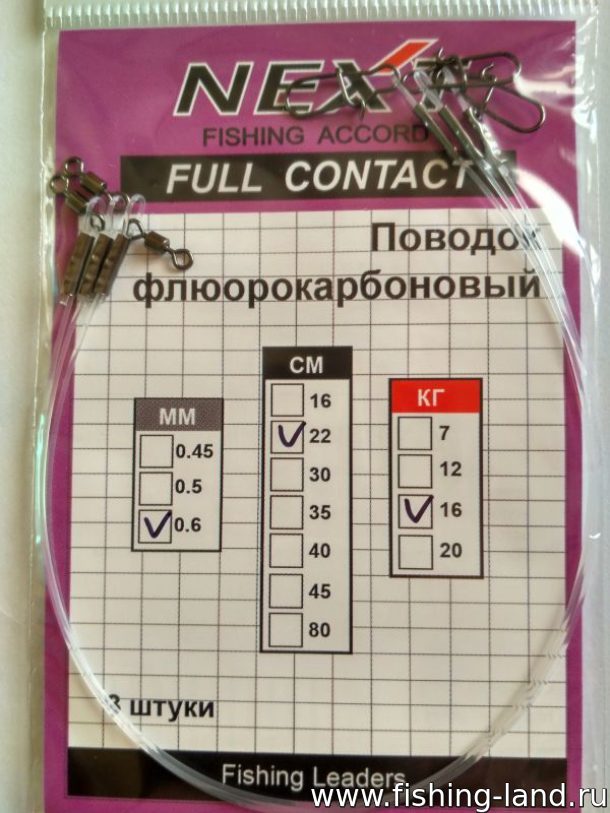 NEXT
FISHING ACCORD
FULL CONTACT
Поводок
флюорокарбоновый
ММ
0.45
0.5
0.6
СМ
16
22
30
35
40
45
80
КГ
7
12
16
20
3 штуки
Fishing Leaders
www.fishing-land.ru